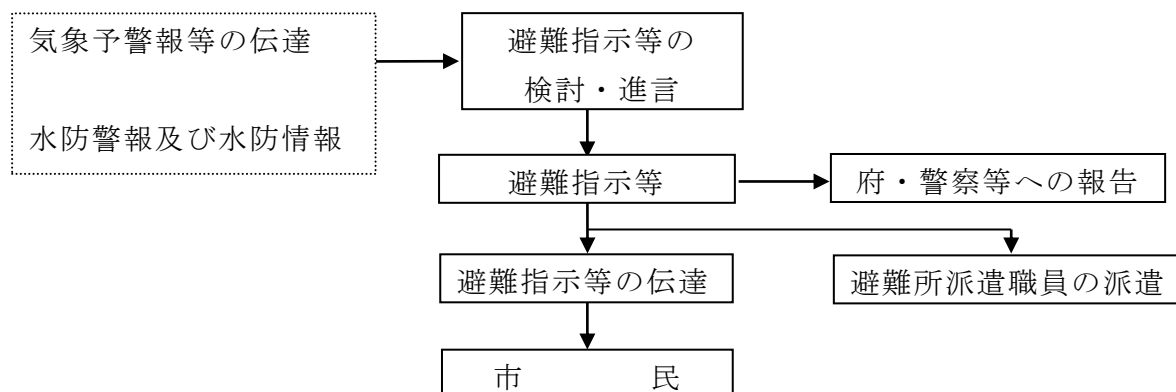 気象予警報等の伝達
水防警報及び水防情報
避難指示等の
検討・進言
避難指示等
府・警察等への報告
避難指示等の伝達
避難所派遣職員の派遣
市　　　民